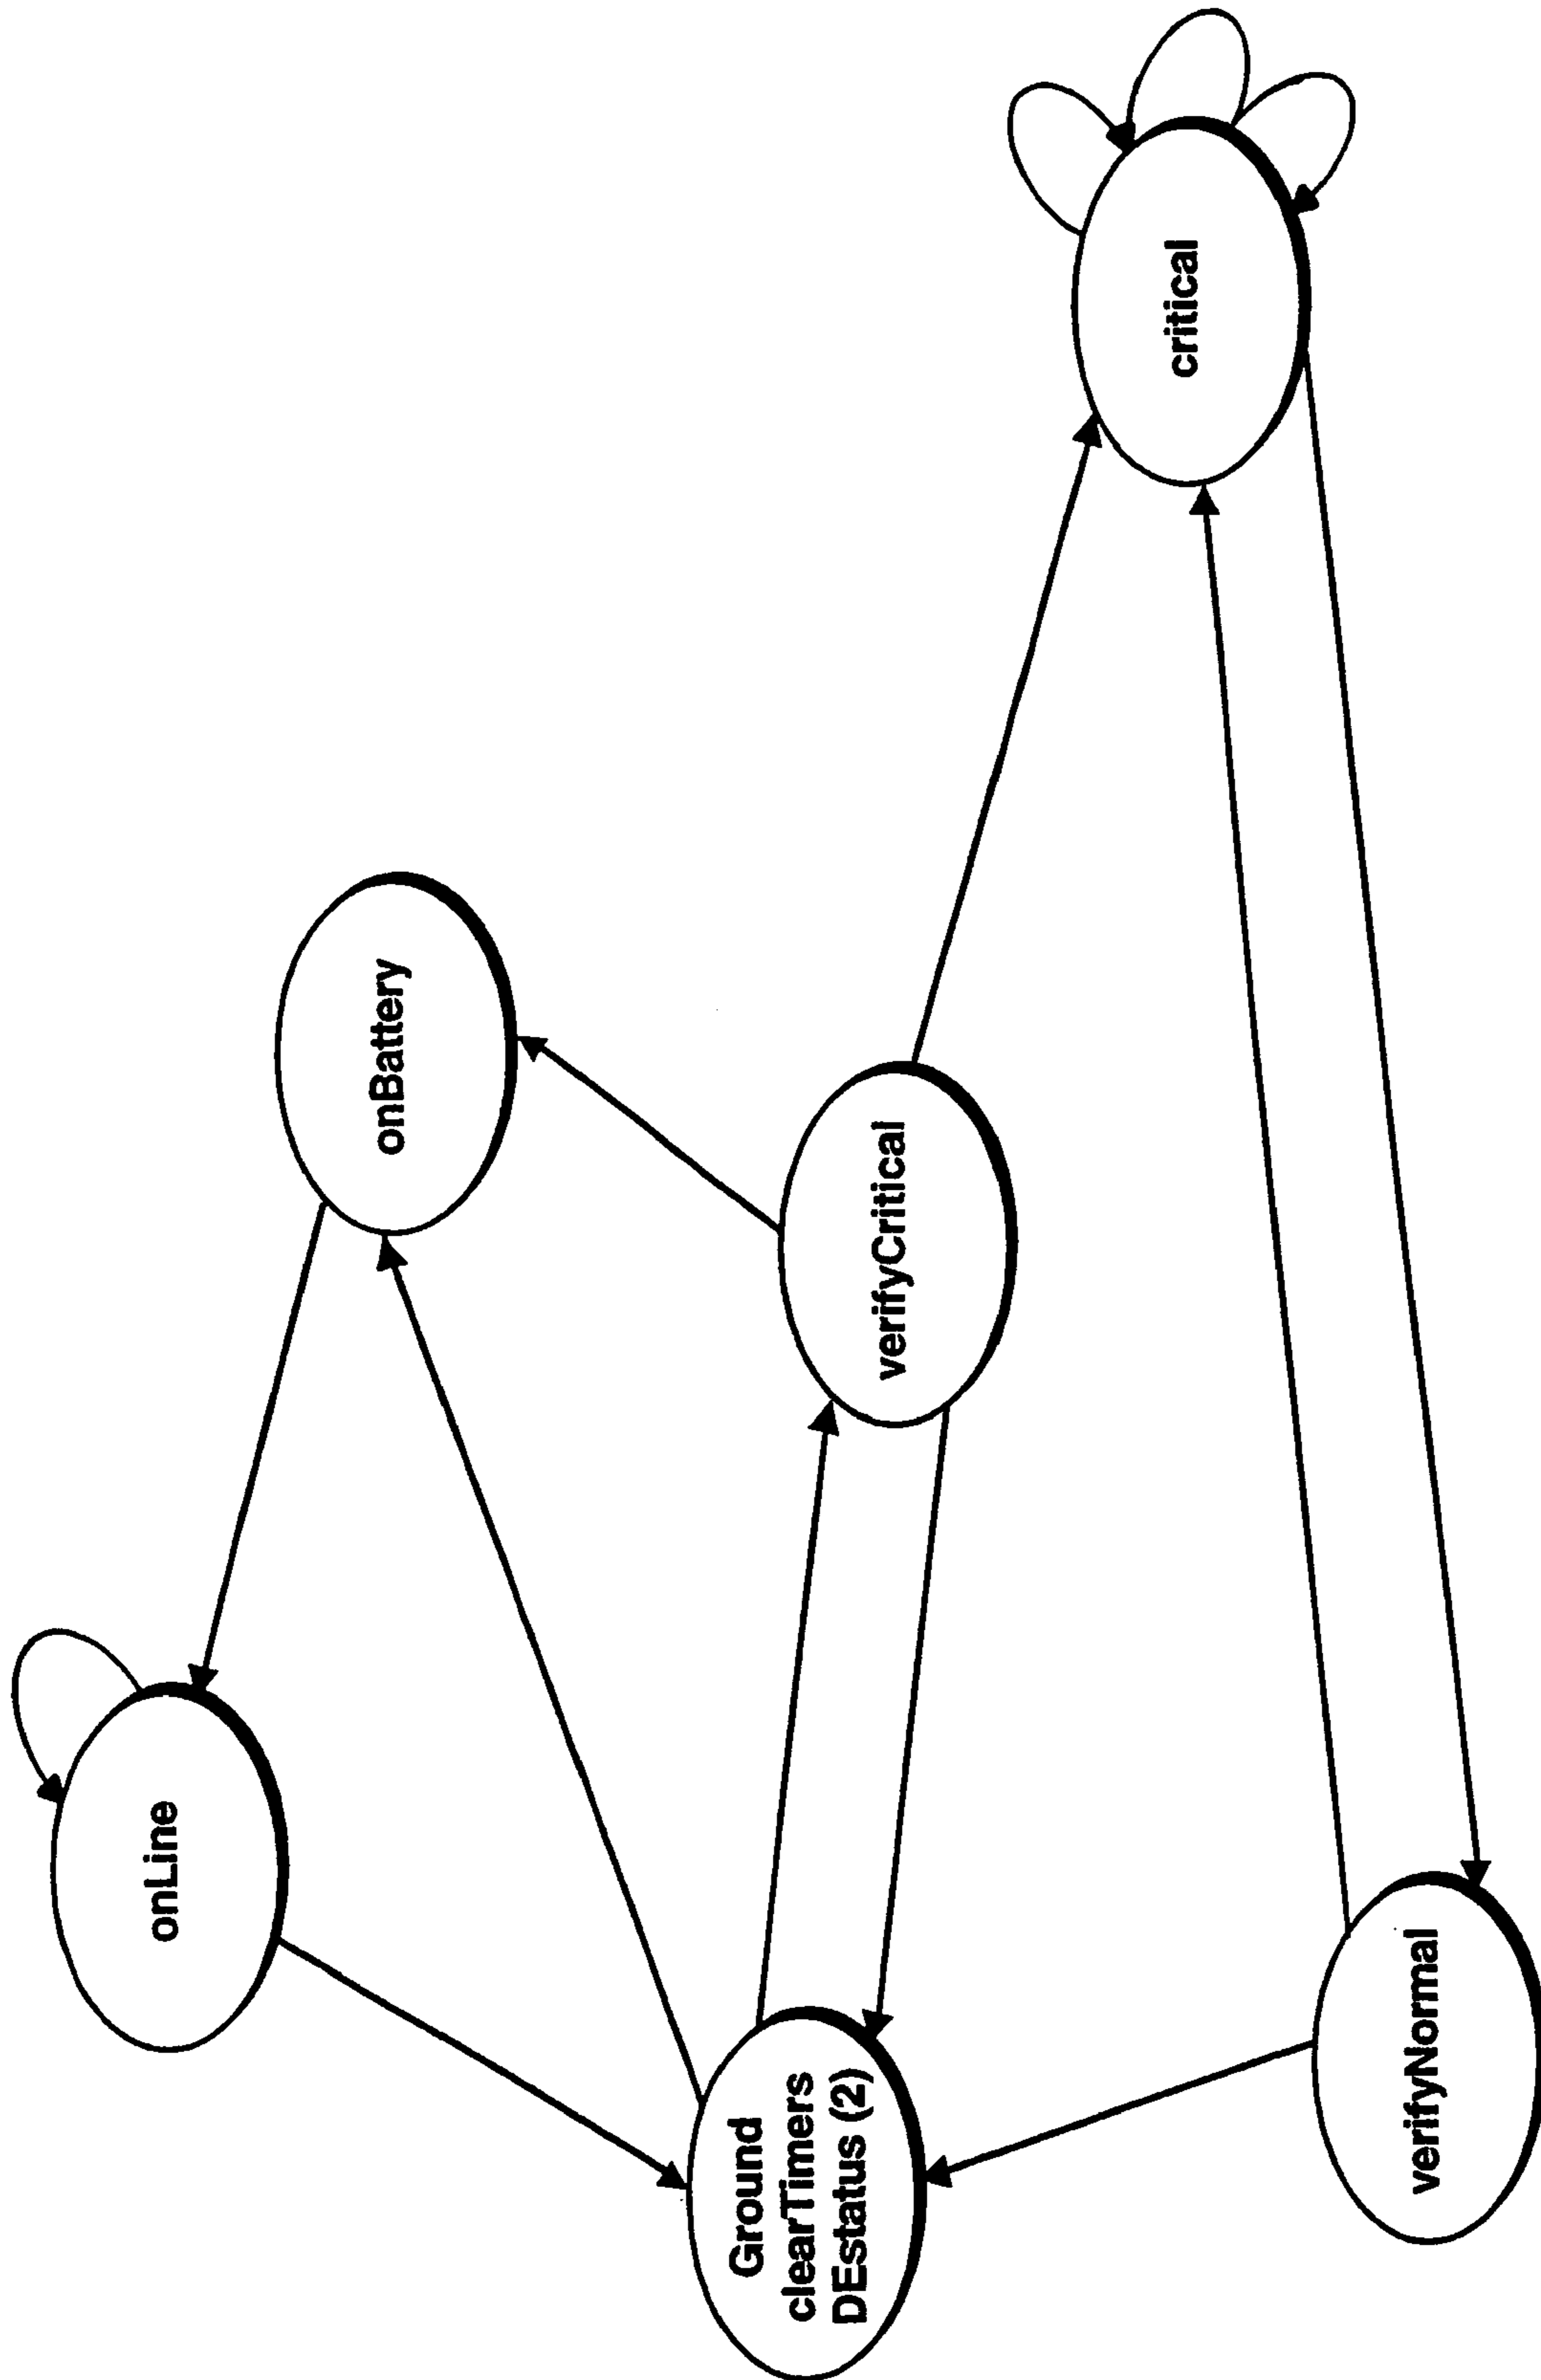 onLine
onBattery
Ground
clearTimers
DEstatus (2)
verifyCritical
critical
verifyNormal